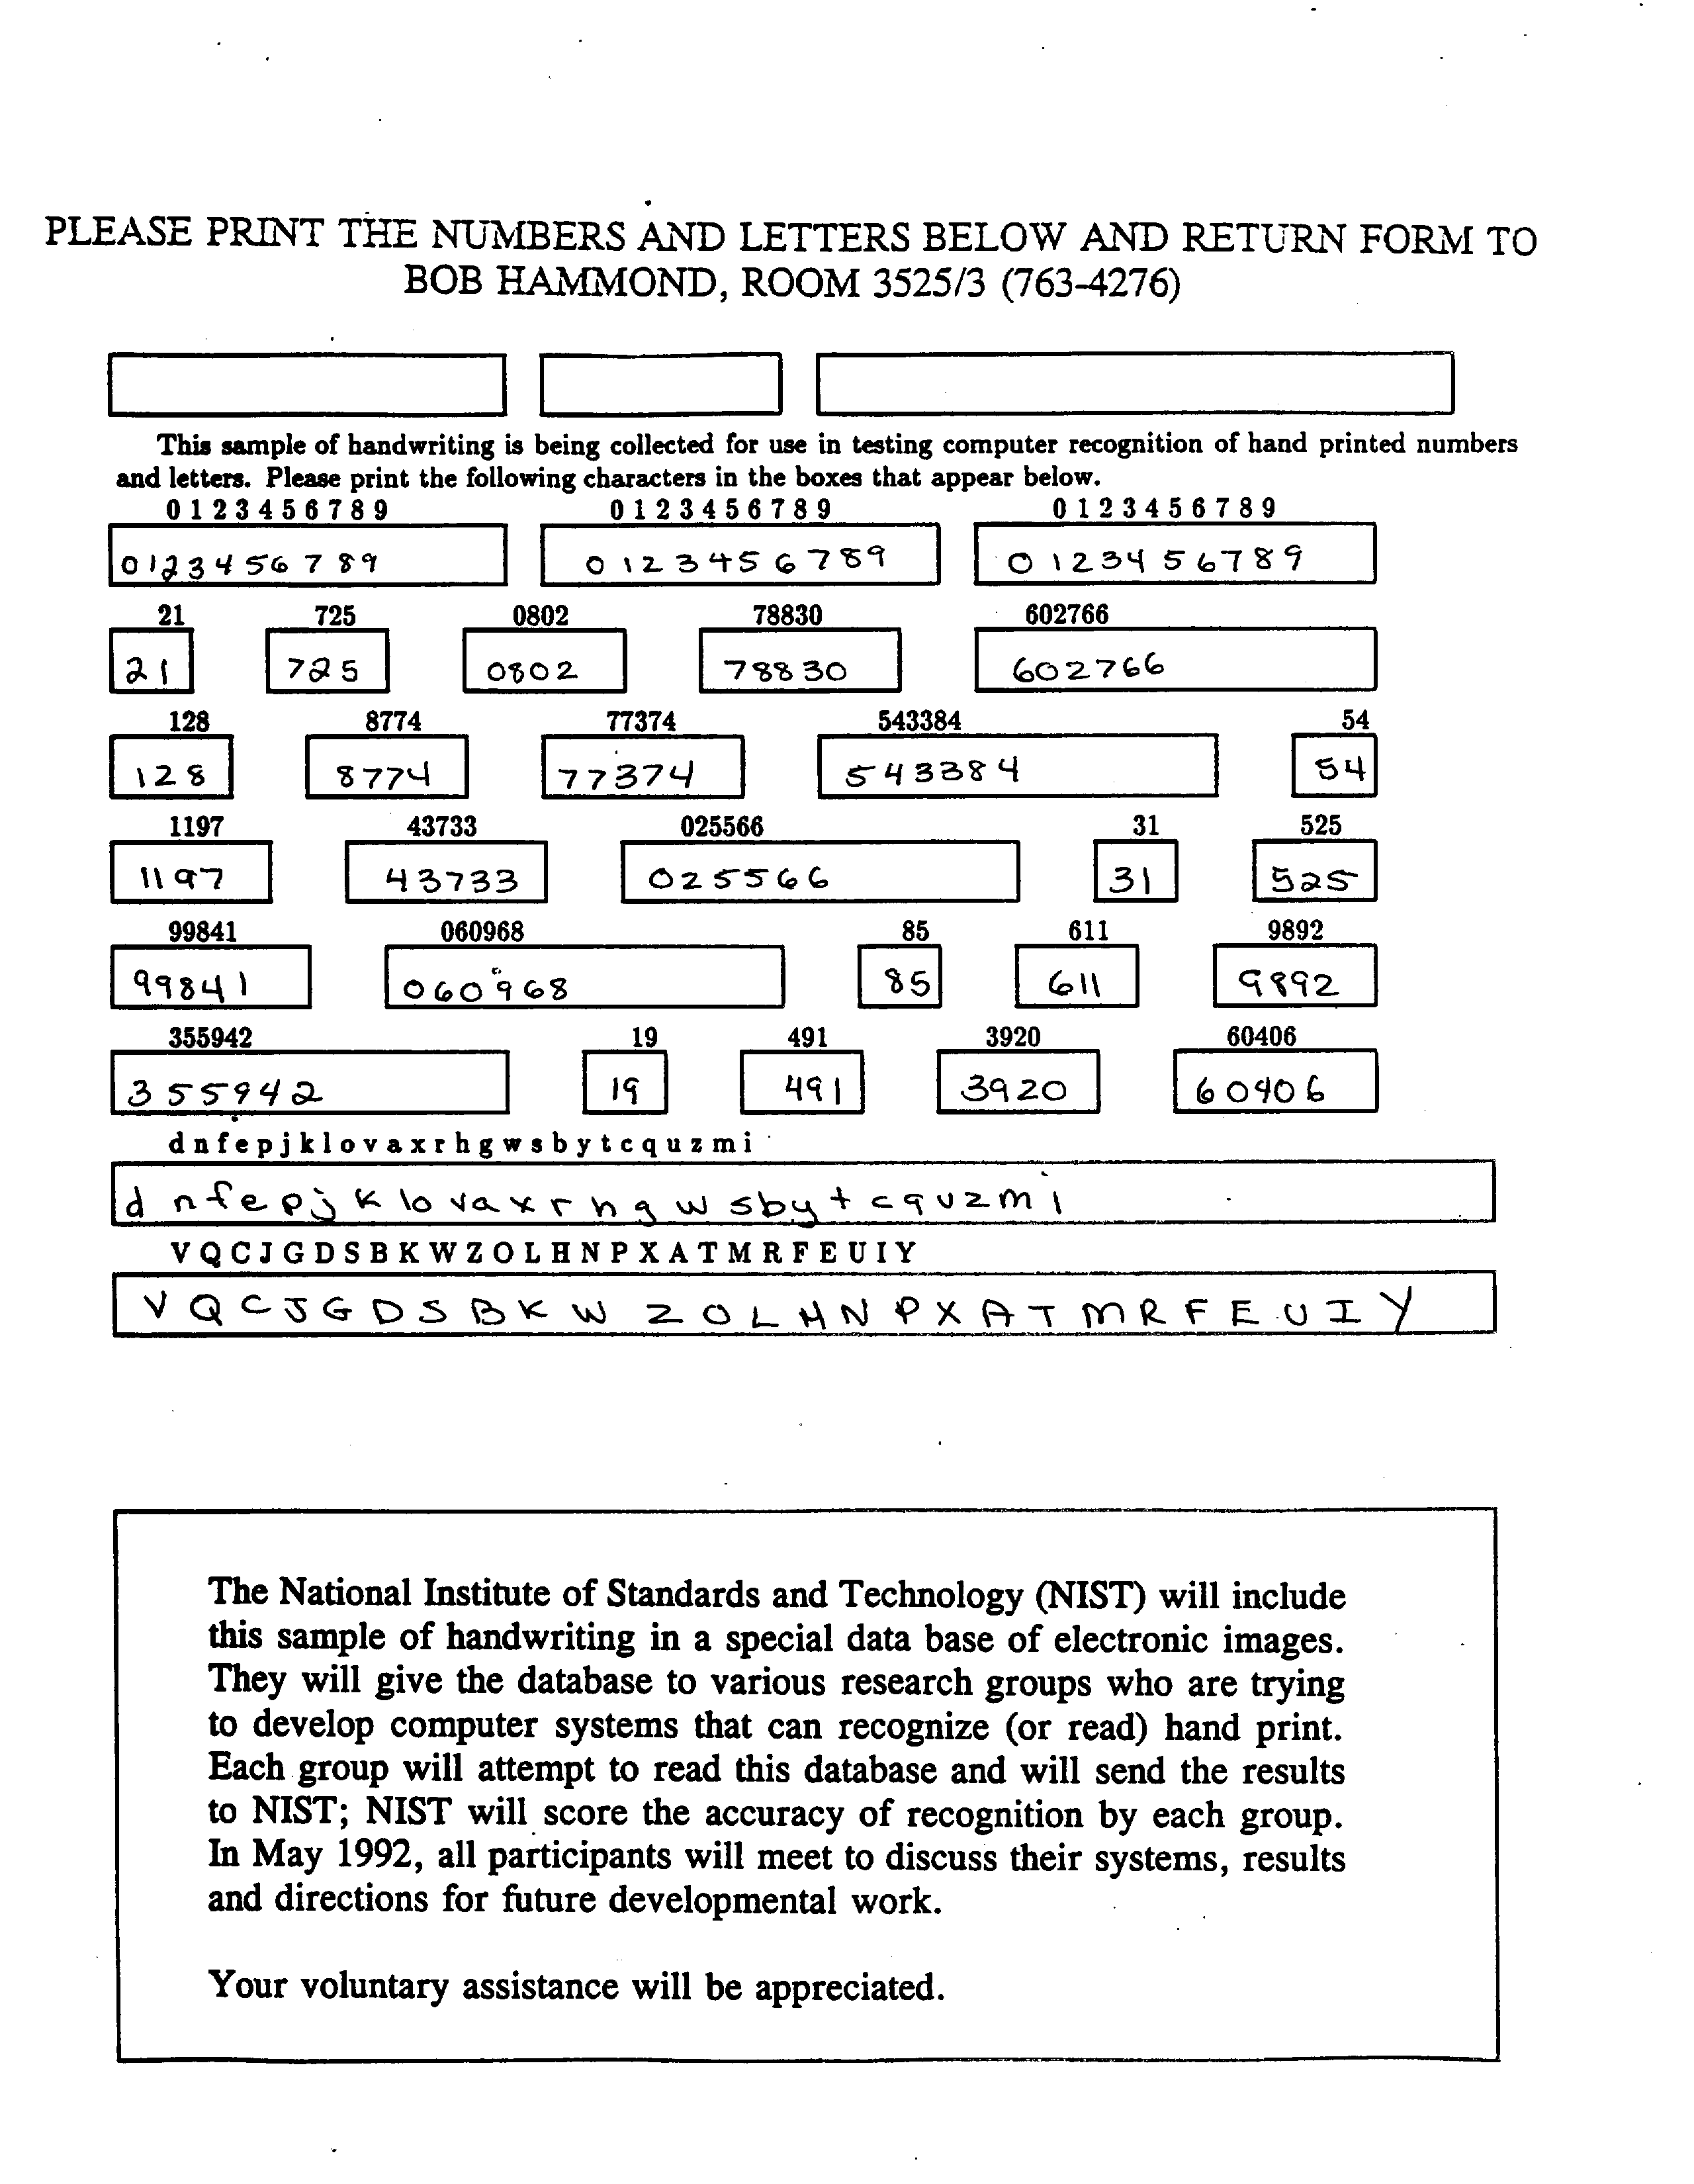 PLEASE PRINT THE NUMBERS AND LETTERS BELOW AND RETURN FORM TO
BOB HAMMOND, ROOM 3525/3 (763-4276)
This sample of handwriting is being collected for use in testing computer recognition of hand printed numbers
and letters. Please print the following characters in the boxes that appear below.
0 1 2 3 4 5 6 7 8 9 0 1 2 3 4 5 6 7 8 9 0 1 2 3 4 5 6 7 8 9
0123456789 0123456789 0123456789
21 725 0802 78830 602766
21 725 0802 78830 602766
128 8774 77374 543384 54
128 8774 77374 543384 54
1197 43733 025566 31 525
1197 43733 025566 31 525
99841 060968 85 611 9892
99841 060968 85 611 9892
355942 19 491 3920 60406
355942 19 491 3920 60406
d n f e p j k l o v a x r h g w s b y t c q u z m i
d n f e p j k l o v a x r h g w s b y t c q u z m i
V Q C J G D S B K W Z O L H N P X A T M R F E U I Y
V Q C J G D S B K W Z O L H N P X A T M R F E U I Y
The National Institute of Standards and Technology (NIST) will include
this sample of handwriting in a special data base of electronic images.
They will give the database to various research groups who are trying
to develop computer systems that can recognize (or read) hand print.
Each group will attempt to read this database and will send the results
to NIST; NIST will score the accuracy of recognition by each group.
In May 1992, all participants will meet to discuss their systems, results
and directions for future developmental work.
Your voluntary assistance will be appreciated.